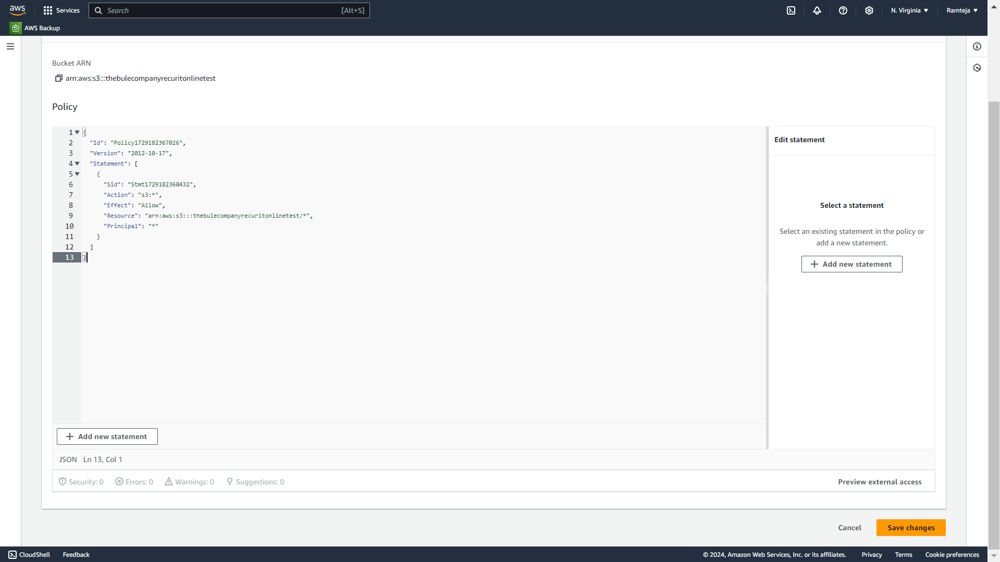 aws
Services
Search
[Alt+S]
N. Virginia
Ramteja
AWS Backup
Bucket ARN
arn:aws:s3:::thebulecompanyrecuritonlinetest
Policy
1 {
2 "Id": "Policy1729182367026",
3 "Version": "2012-10-17",
4 "Statement": [
5 {
6 "Sid": "Stmt1729182360432",
7 "Action": "s3:*",
8 "Effect": "Allow",
9 "Resource": "arn:aws:s3:::thebulecompanyrecuritonlinetest/*",
10 "Principal": "*"
11 }
12 ]
13 }
Edit statement
Select a statement
Select an existing statement in the policy or
add a new statement.
Add new statement
Add new statement
JSON Ln 13, Col 1
Security: 0 Errors: 0 Warnings: 0 Suggestions: 0
Preview external access
Cancel
Save changes
CloudShell
Feedback
© 2024, Amazon Web Services, Inc. or its affiliates.
Privacy
Terms
Cookie preferences